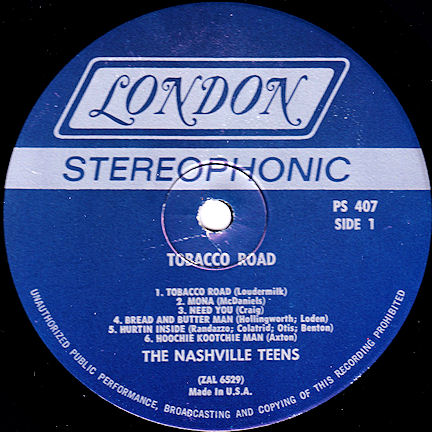 LONDON
STEREOPHONIC
PS 407
SIDE 1
TOBACCO ROAD
1. TOBACCO ROAD (Loudermilk)
2. MONA (McDaniels)
3. NEED YOU (Craig)
4. BREAD AND BUTTER MAN (Hollingworth; Loden)
5. HURTIN INSIDE (Randazzo; Colatrid; Otis; Benton)
6. HOOCHIE KOOTCHIE MAN (Axton)
THE NASHVILLE TEENS
(ZAL 6529)
Made In U.S.A.
UNAUTHORIZED PUBLIC PERFORMANCE, BROADCASTING AND COPYING OF THIS RECORDING PROHIBITED